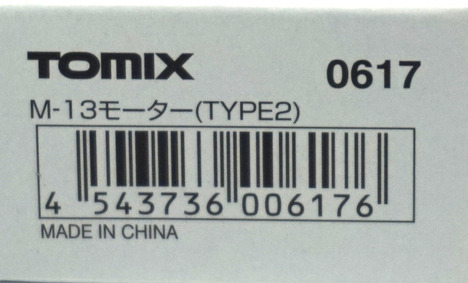 TOMIX 0617
M-13モーター(TYPE2)
4 543736 006176
MADE IN CHINA